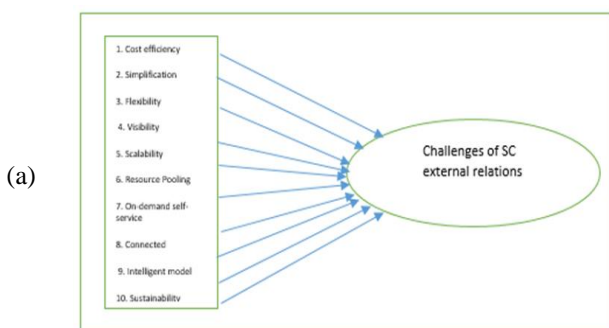 (a)
1. Cost efficiency
2. Simplification
3. Flexibility
4. Visibility
5. Scalability
6. Resource Pooling
7. On-demand self-
service
8. Connected
9. Intelligent model
10. Sustainability
Challenges of SC
external relations